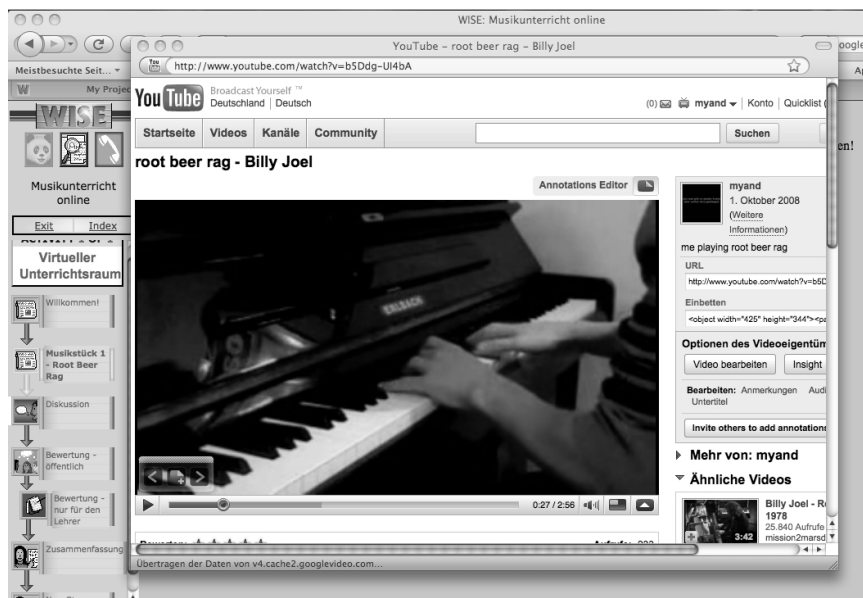 WISE: Musikunterricht online
YouTube – root beer rag – Billy Joel
Meistbesuchte Seit...
http://www.youtube.com/watch?v=b5Ddg-UI4bA
W My Projec
You Tube
Broadcast Yourself ™
Deutschland | Deutsch
(0) myand Konto | Quicklist (
WISE
Startseite Videos Kanäle Community
Suchen
en!
root beer rag - Billy Joel
Annotations Editor
Musikunterricht
online
Exit Index
Virtueller
Unterrichtsraum
Willkommen!
Musikstück 1
- Root Beer
Rag
Diskussion
Bewertung -
öffentlich
Bewertung -
nur für den
Lehrer
Zusammenfassung
ERLBACH
0:27 / 2:56
myand
1. Oktober 2008
(Weitere
Informationen)
me playing root beer rag
URL
http://www.youtube.com/watch?v=b5D
Einbetten
<object width="425" height="344"><pa
Optionen des Videoeigentüm
Video bearbeiten Insight
Bearbeiten: Anmerkungen Audi
Untertitel
Invite others to add annotations
Mehr von: myand
Ähnliche Videos
Billy Joel - R
1978
25.840 Aufrufe
mission2marsd
3:42
Übertragen der Daten von v4.cache2.googlevideo.com...